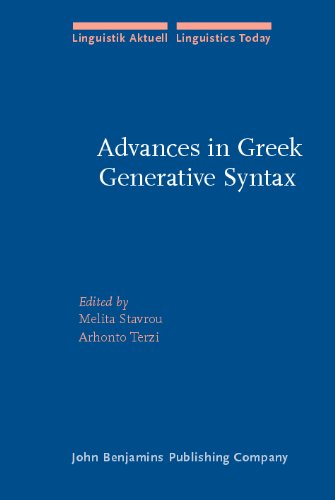 Linguistik Aktuell Linguistics Today
Advances in Greek
Generative Syntax
Edited by
Melita Stavrou
Arhonto Terzi
John Benjamins Publishing Company